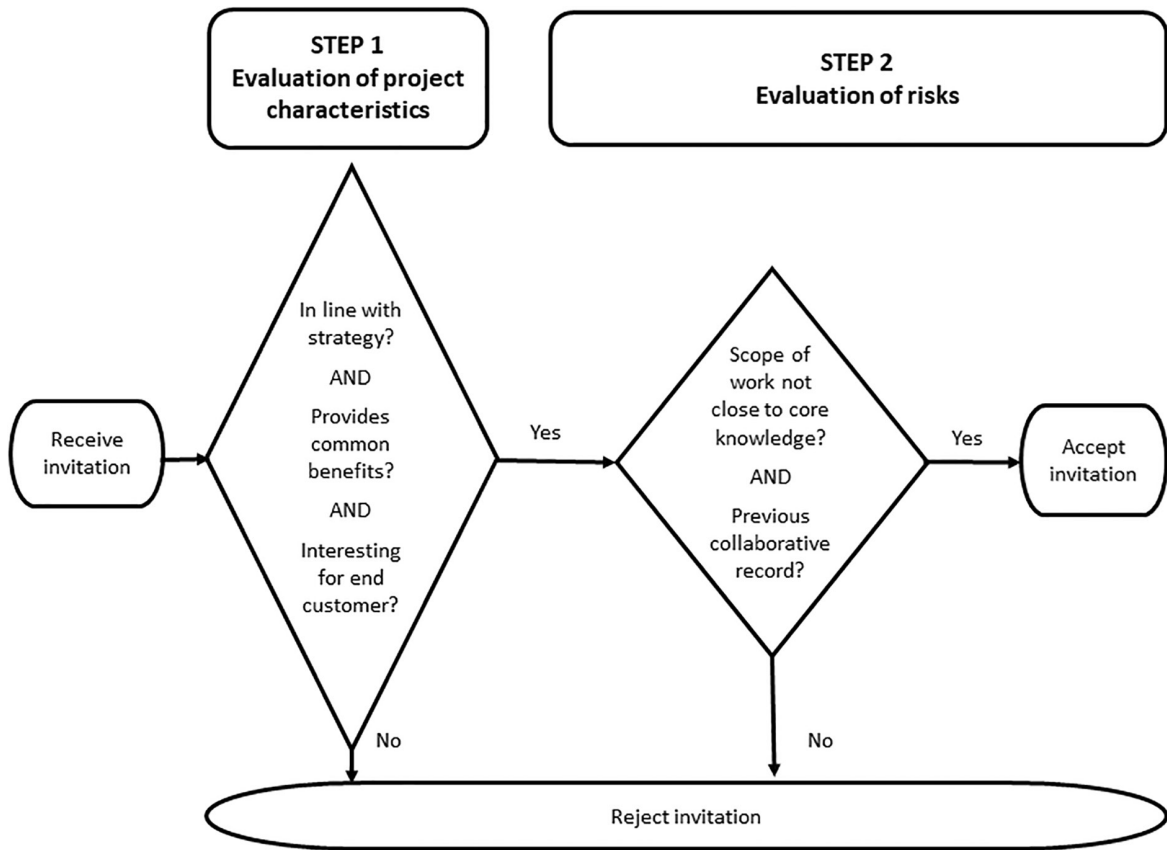 STEP 1
Evaluation of project
characteristics
STEP 2
Evaluation of risks
Receive
invitation
In line with
strategy?
AND
Provides
common
benefits?
AND
Interesting
for end
customer?
Yes
Scope of
work not
close to core
knowledge?
AND
Previous
collaborative
record?
Yes
Accept
invitation
No
No
Reject invitation